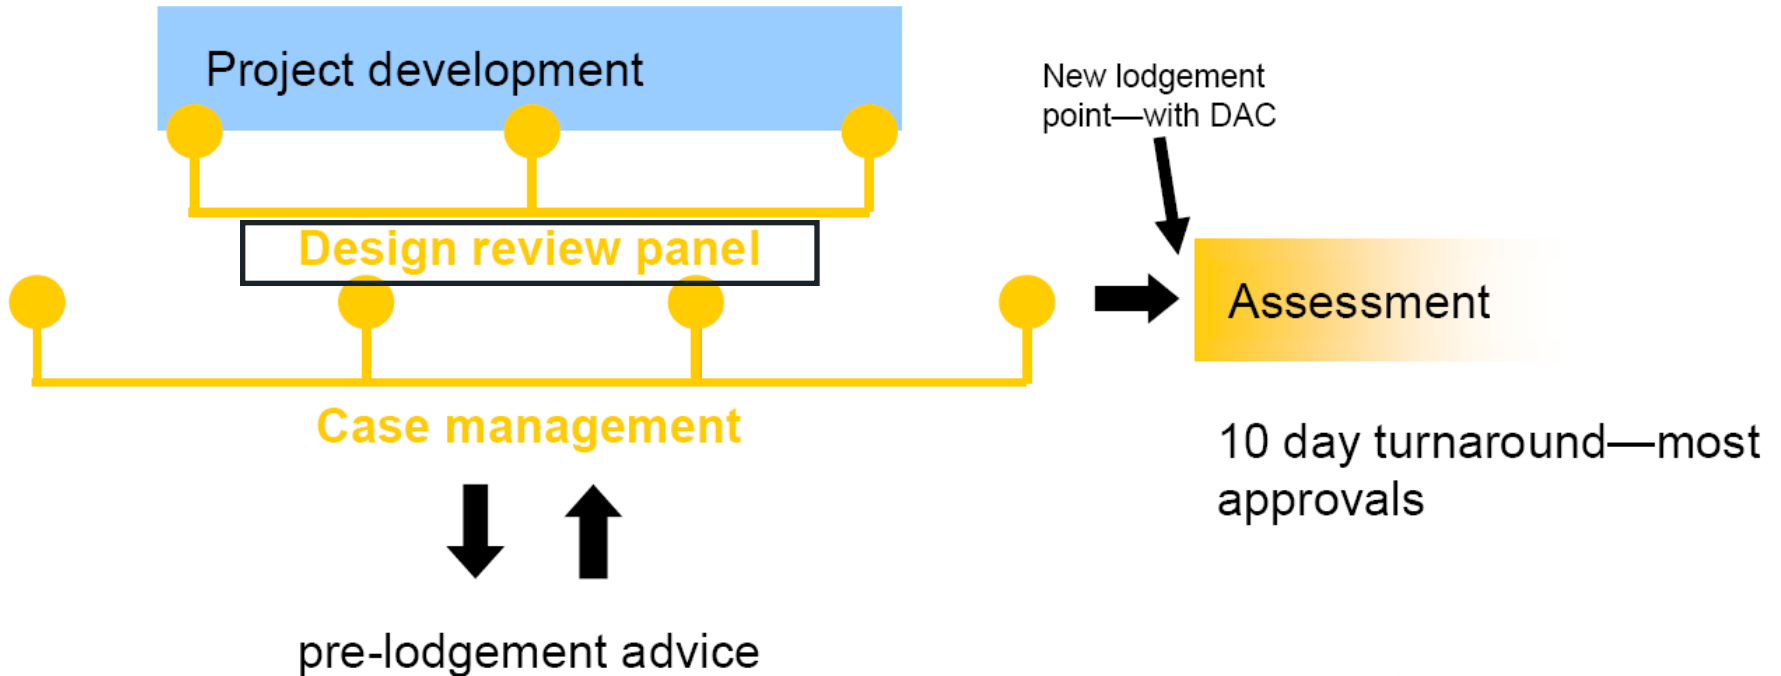 Project development
New lodgement
point—with DAC
Design review panel
Assessment
Case management
10 day turnaround—most
approvals
pre-lodgement advice